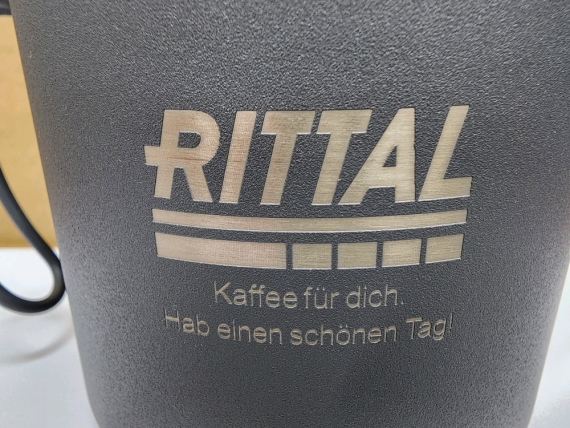 RITTAL
Kaffee für dich.
Hab einen schönen Tag!